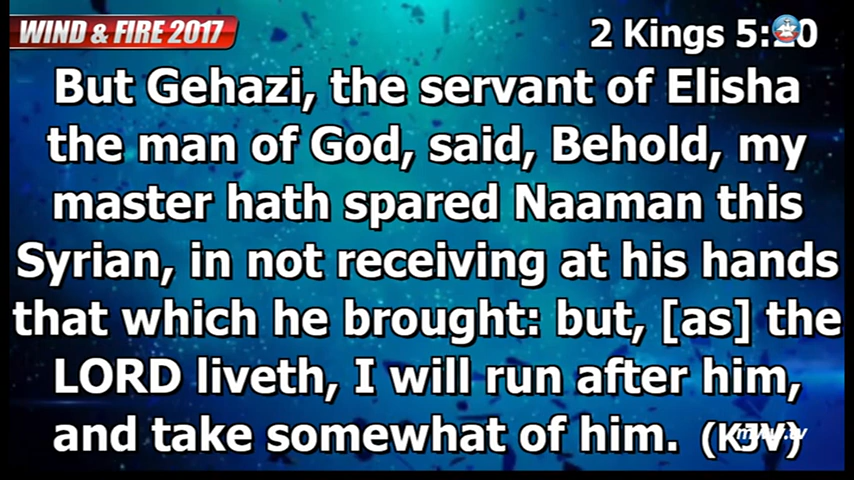 WIND & FIRE 2017
2 Kings 5:20
But Gehazi, the servant of Elisha
the man of God, said, Behold, my
master hath spared Naaman this
Syrian, in not receiving at his hands
that which he brought: but, [as] the
LORD liveth, I will run after him,
and take somewhat of him. (KJV)